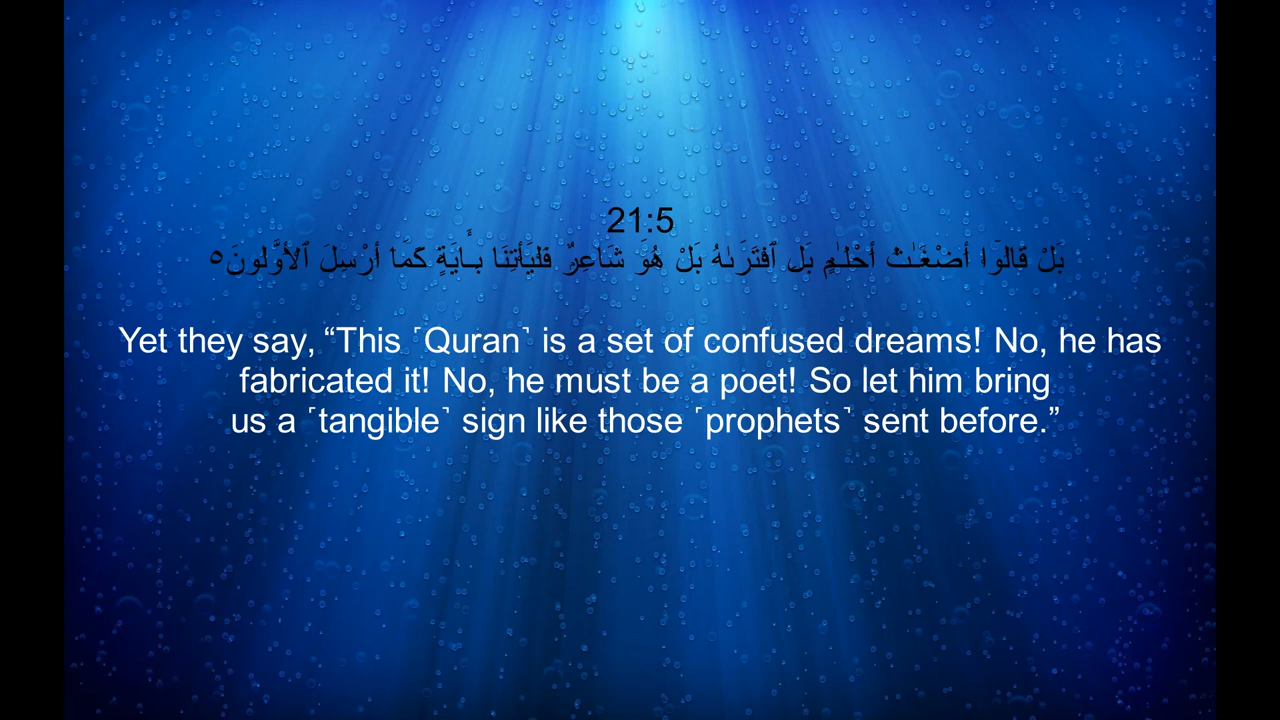 21:5
بَلْ قَالُوٓا۟ أَضْغَـٰثُ أَحْلَـٰمٍۭ بَلِ ٱفْتَرَىٰهُ بَلْ هُوَ شَاعِرٌۭ فَلْيَأْتِنَا بِـَٔايَةٍۢ كَمَآ أُرْسِلَ ٱلْأَوَّلُونَ ٥
Yet they say, “This ˹Quran˺ is a set of confused dreams! No, he has
fabricated it! No, he must be a poet! So let him bring
us a ˹tangible˺ sign like those ˹prophets˺ sent before.”